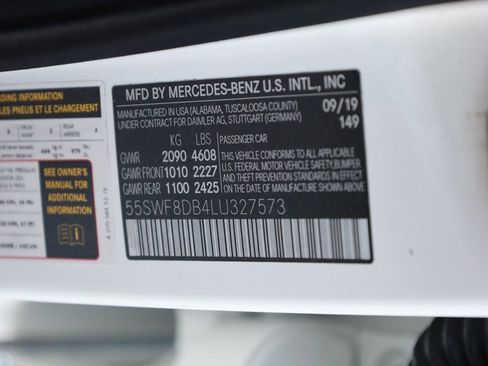 ADING INFORMATION
LES PNEUS ET LE CHARGEMENT
SEE OWNER'S
MANUAL FOR
ADDITIONAL
INFORMATION
MFD BY MERCEDES-BENZ U.S. INTL., INC
MANUFACTURED IN USA (ALABAMA, TUSCALOOSA COUNTY) 09/19
UNDER CONTRACT FOR DAIMLER AG, STUTTGART (GERMANY) 149
KG LBS PASSENGER CAR
GVWR 2090 4608 THIS VEHICLE CONFORMS TO ALL APPLICABLE
GAWR FRONT 1010 2227 U.S. FEDERAL MOTOR VEHICLE SAFETY, BUMPER
GAWR REAR 1100 2425 AND THEFT PREVENTION STANDARDS IN EFFECT ON THE DATE OF MANUFACTURE SHOWN ABOVE.
55SWF8DB4LU327573